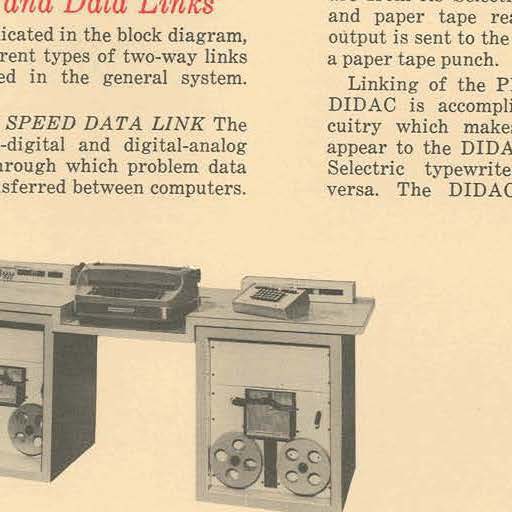 and Data Links
icated in the block diagram,
rent types of two-way links
ed in the general system.
SPEED DATA LINK The
-digital and digital-analog
hrough which problem data
nsferred between computers.
and paper tape rea
output is sent to the
a paper tape punch.
Linking of the P
DIDAC is accompli
cuitry which makes
appear to the DIDA
Selectric typewrite
versa. The DIDAC